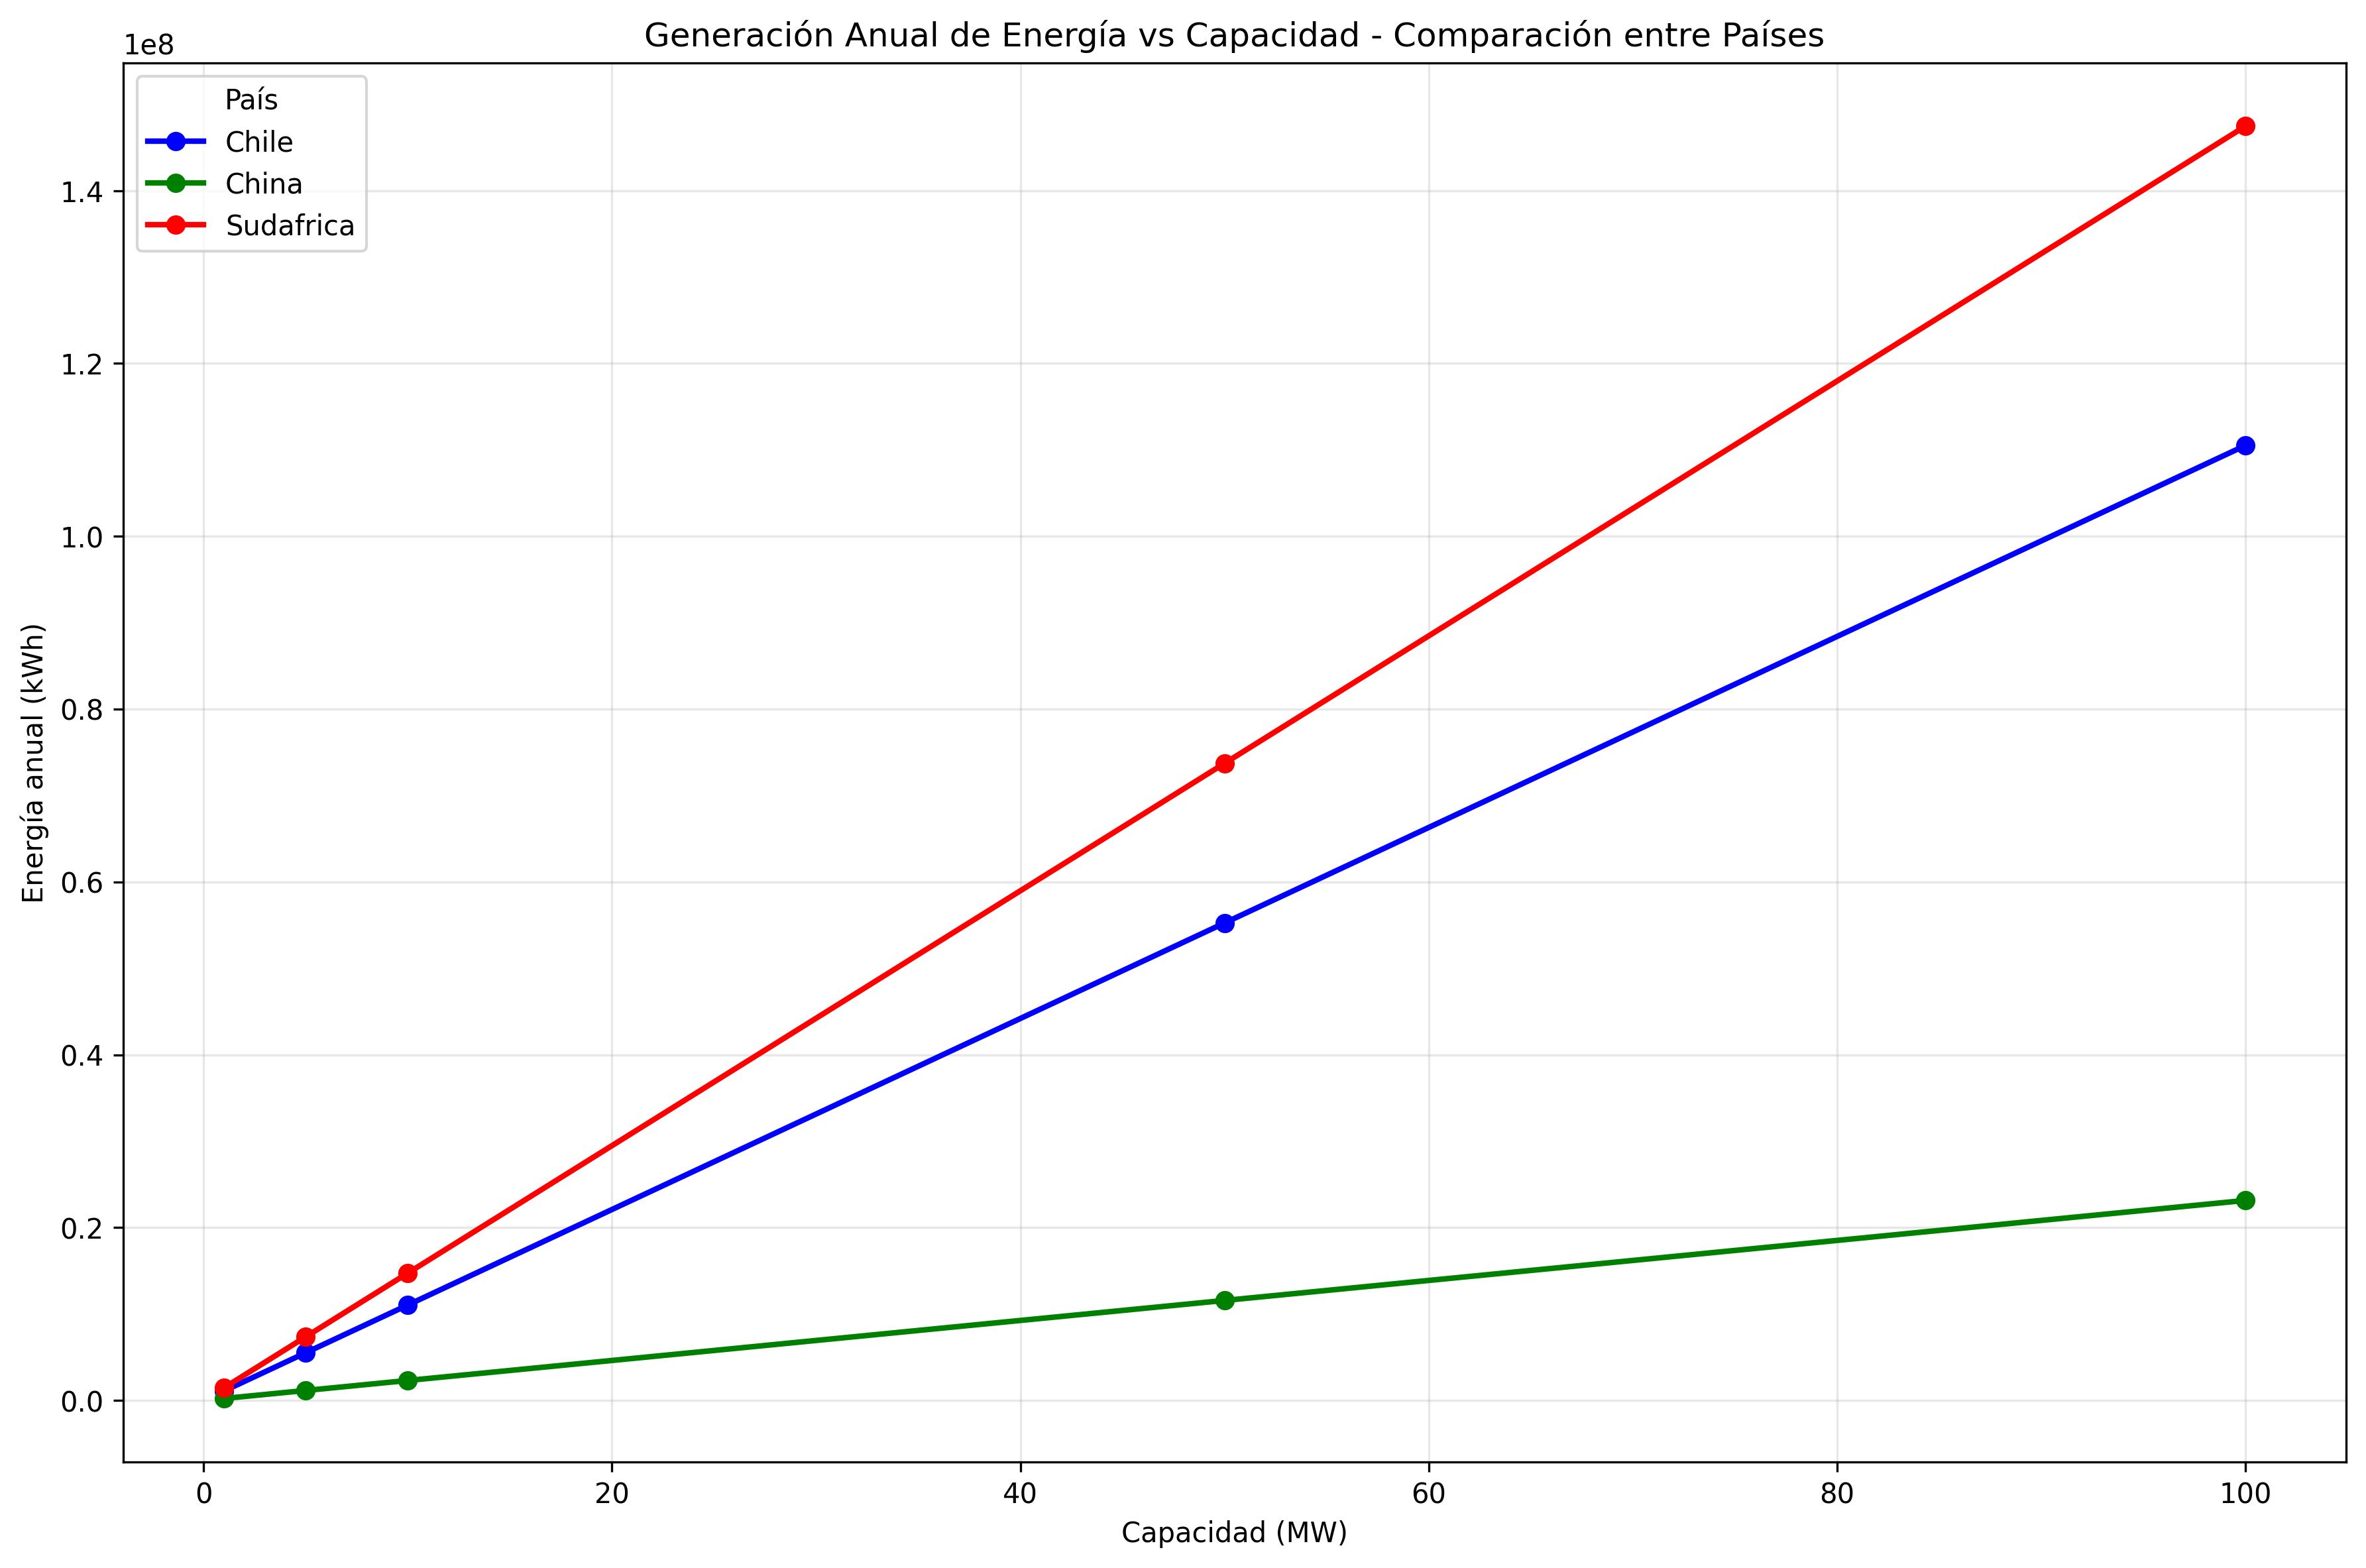 Generación Anual de Energía vs Capacidad - Comparación entre Países
1e8
País
Chile
China
Sudafrica
1.4
1.2
1.0
0.8
0.6
0.4
0.2
0.0
Energía anual (kWh)
0 20 40 60 80 100
Capacidad (MW)